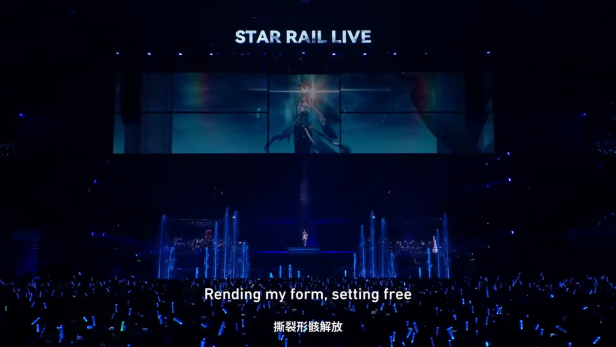 STAR RAIL LIVE
Rending my form, setting free
撕裂形骸解放